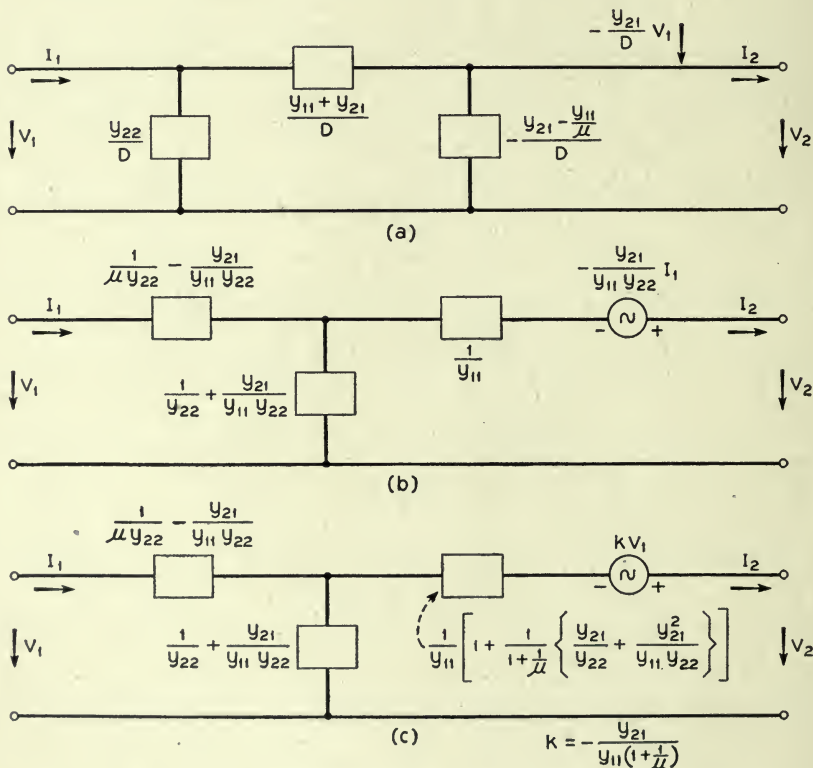 I₁
-y₂₁/D V₁
I₂
V₁
y₂₂/D
(y₁₁ + y₂₁)/D
-(y₂₁ - y₁₁/μ)/D
V₂
(a)
1/(μy₂₂) - y₂₁/(y₁₁ y₂₂)
-y₂₁/(y₁₁ y₂₂) I₁
I₁
I₂
∼
- +
1/y₁₁
V₁
1/y₂₂ + y₂₁/(y₁₁ y₂₂)
V₂
(b)
1/(μy₂₂) - y₂₁/(y₁₁ y₂₂)
kV₁
I₁
I₂
∼
- +
V₁
1/y₂₂ + y₂₁/(y₁₁ y₂₂)
1/y₁₁ [1 + 1/(1+1/μ) {y₂₁/y₂₂ + y₂₁²/(y₁₁ y₂₂)}]
V₂
(c)
k = -y₂₁/(y₁₁(1+1/μ))